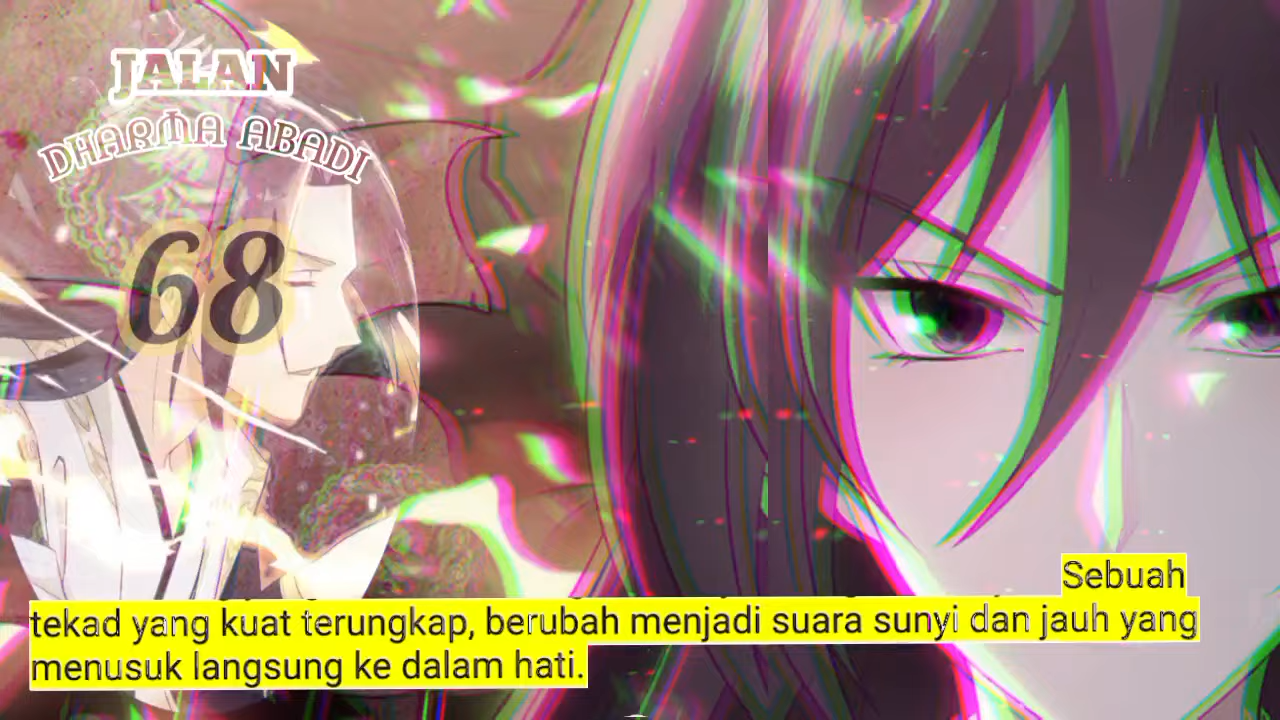 JALAN
DHARMA ABADI
68
Sebuah
tekad yang kuat terungkap, berubah menjadi suara sunyi dan jauh yang
menusuk langsung ke dalam hati.